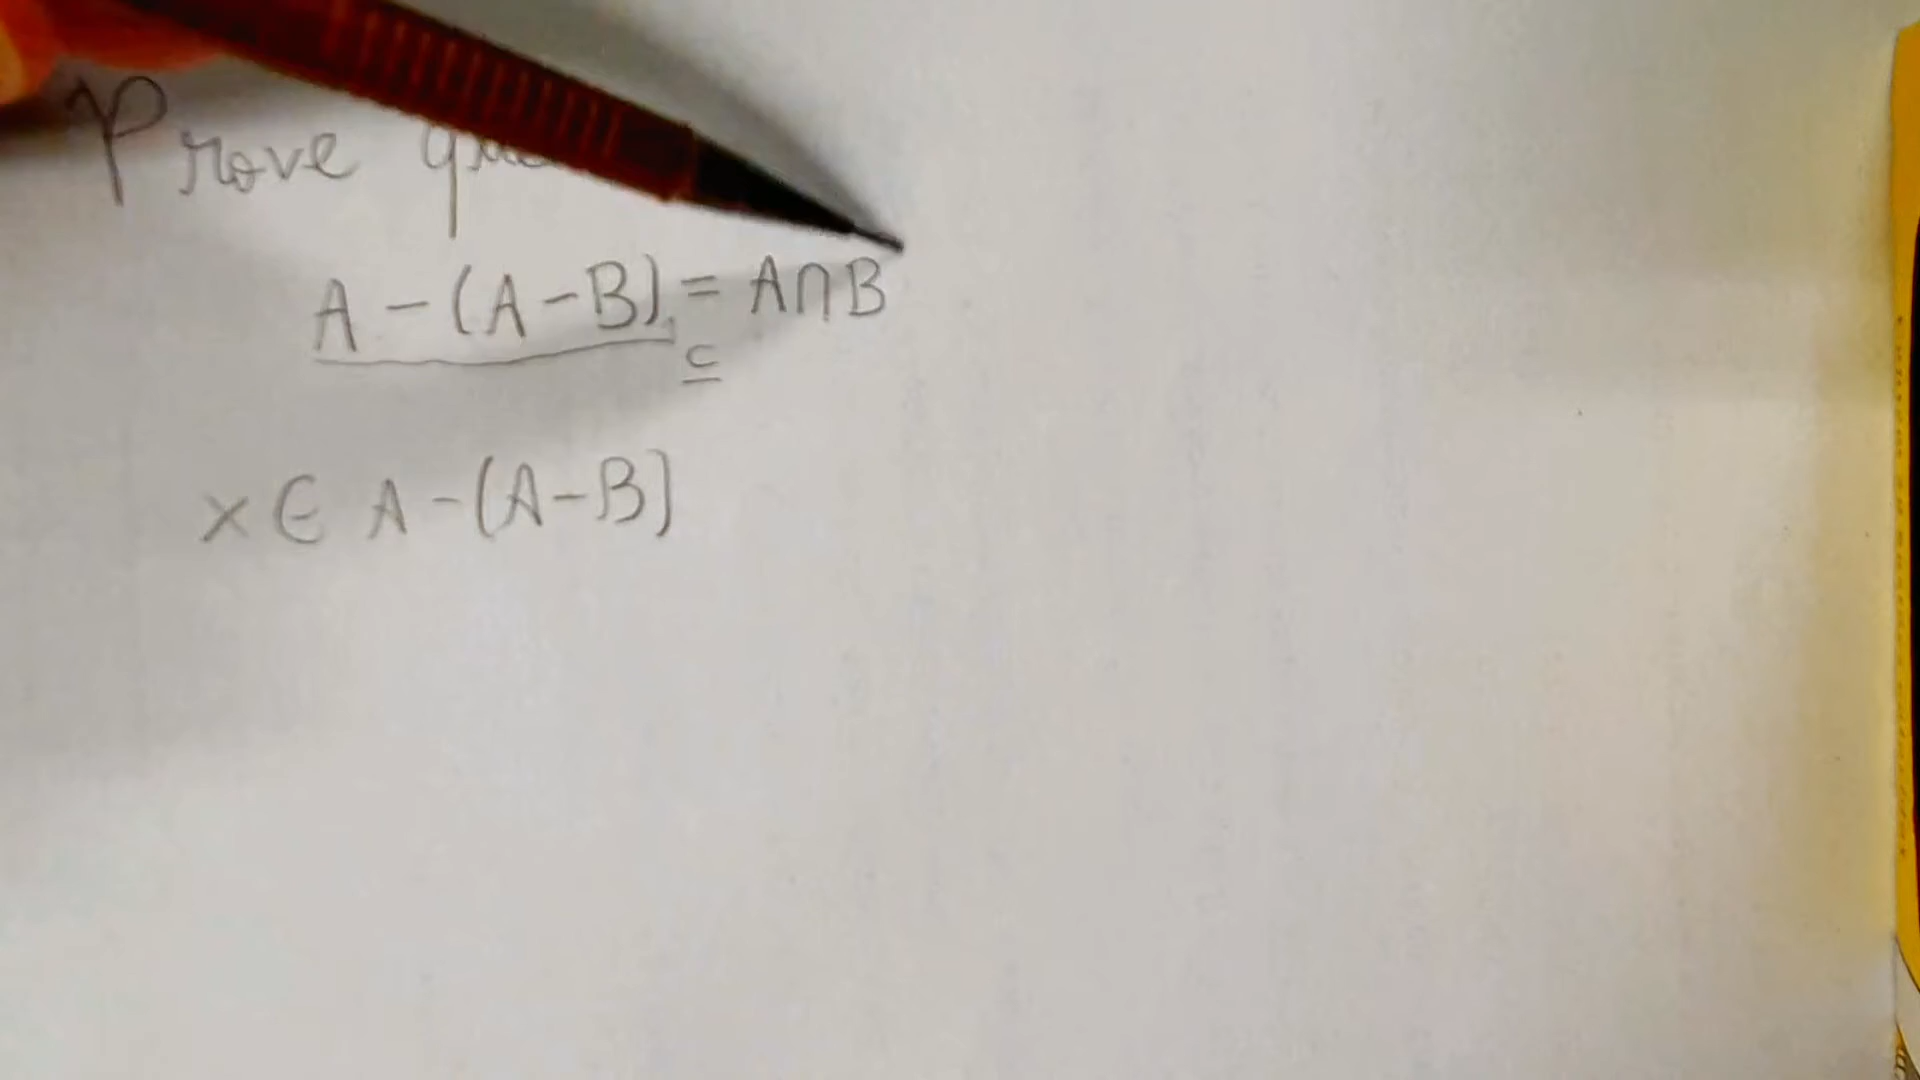 Prove
A - (A - B) = A ∩ B
⊆
x ∈ A - (A - B)